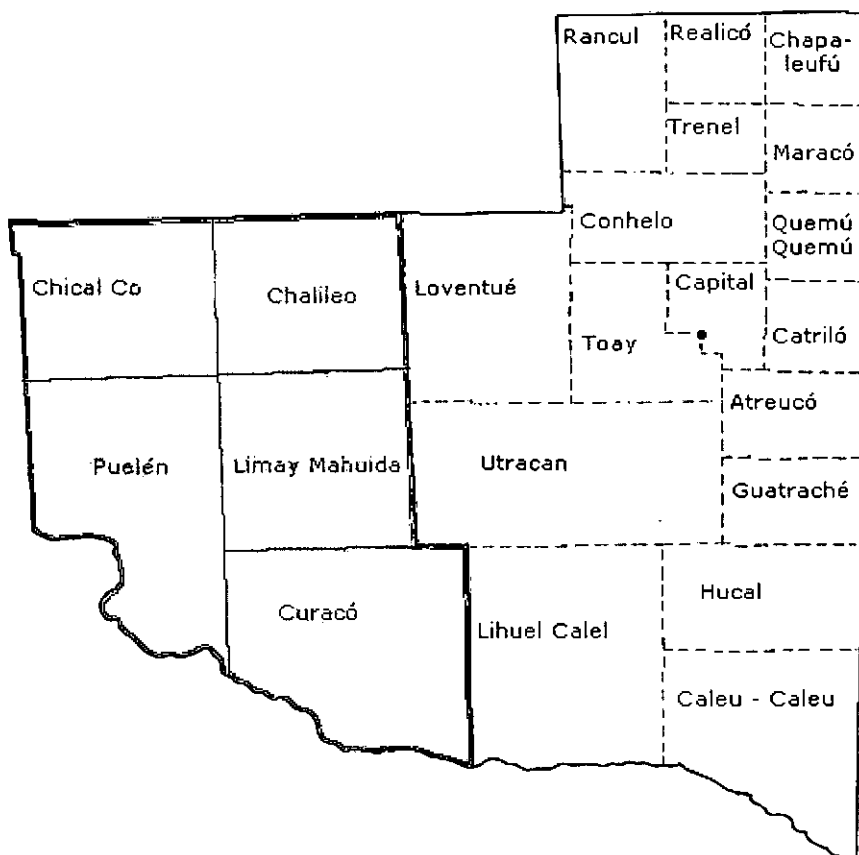 Rancul
Realicó
Chapa-
leufú
Trenel
Maracó
Conhelo
Quemú
Quemú
Chical Co
Chalileo
Loventué
Capital
Toay
Catriló
Atreucó
Puelén
Limay Mahuida
Utracan
Guatraché
Curacó
Lihuel Calel
Hucal
Caleu - Caleu